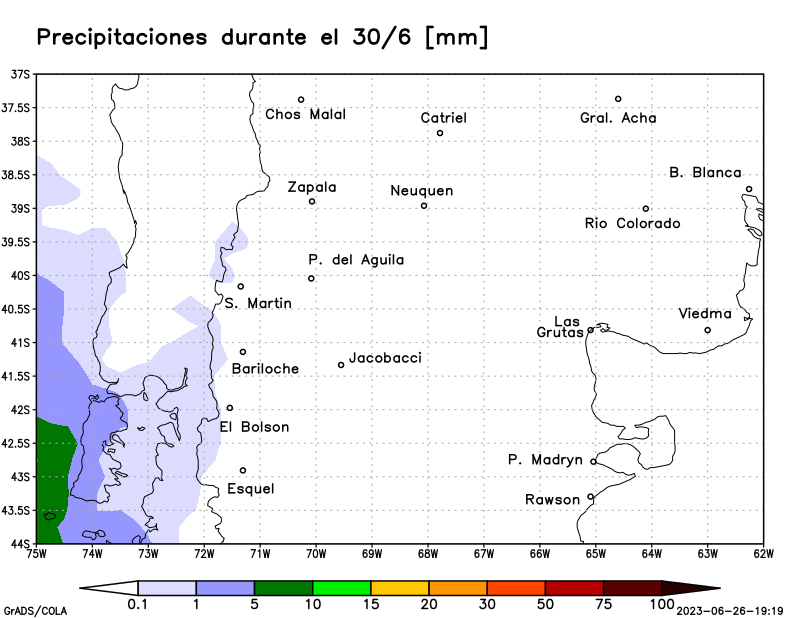 Precipitaciones durante el 30/6 [mm]
37S
37.5S
38S
38.5S
39S
39.5S
40S
40.5S
41S
41.5S
42S
42.5S
43S
43.5S
44S
Chos Malal
Catriel
Gral. Acha
B. Blanca
Zapala
Neuquen
Rio Colorado
P. del Aguila
S. Martin
Las
Grutas
Viedma
Bariloche
Jacobacci
El Bolson
Esquel
P. Madryn
Rawson
75W 74W 73W 72W 71W 70W 69W 68W 67W 66W 65W 64W 63W 62W
0.1 1 5 10 15 20 30 50 75 100
GrADS/COLA
2023-06-26-19:19